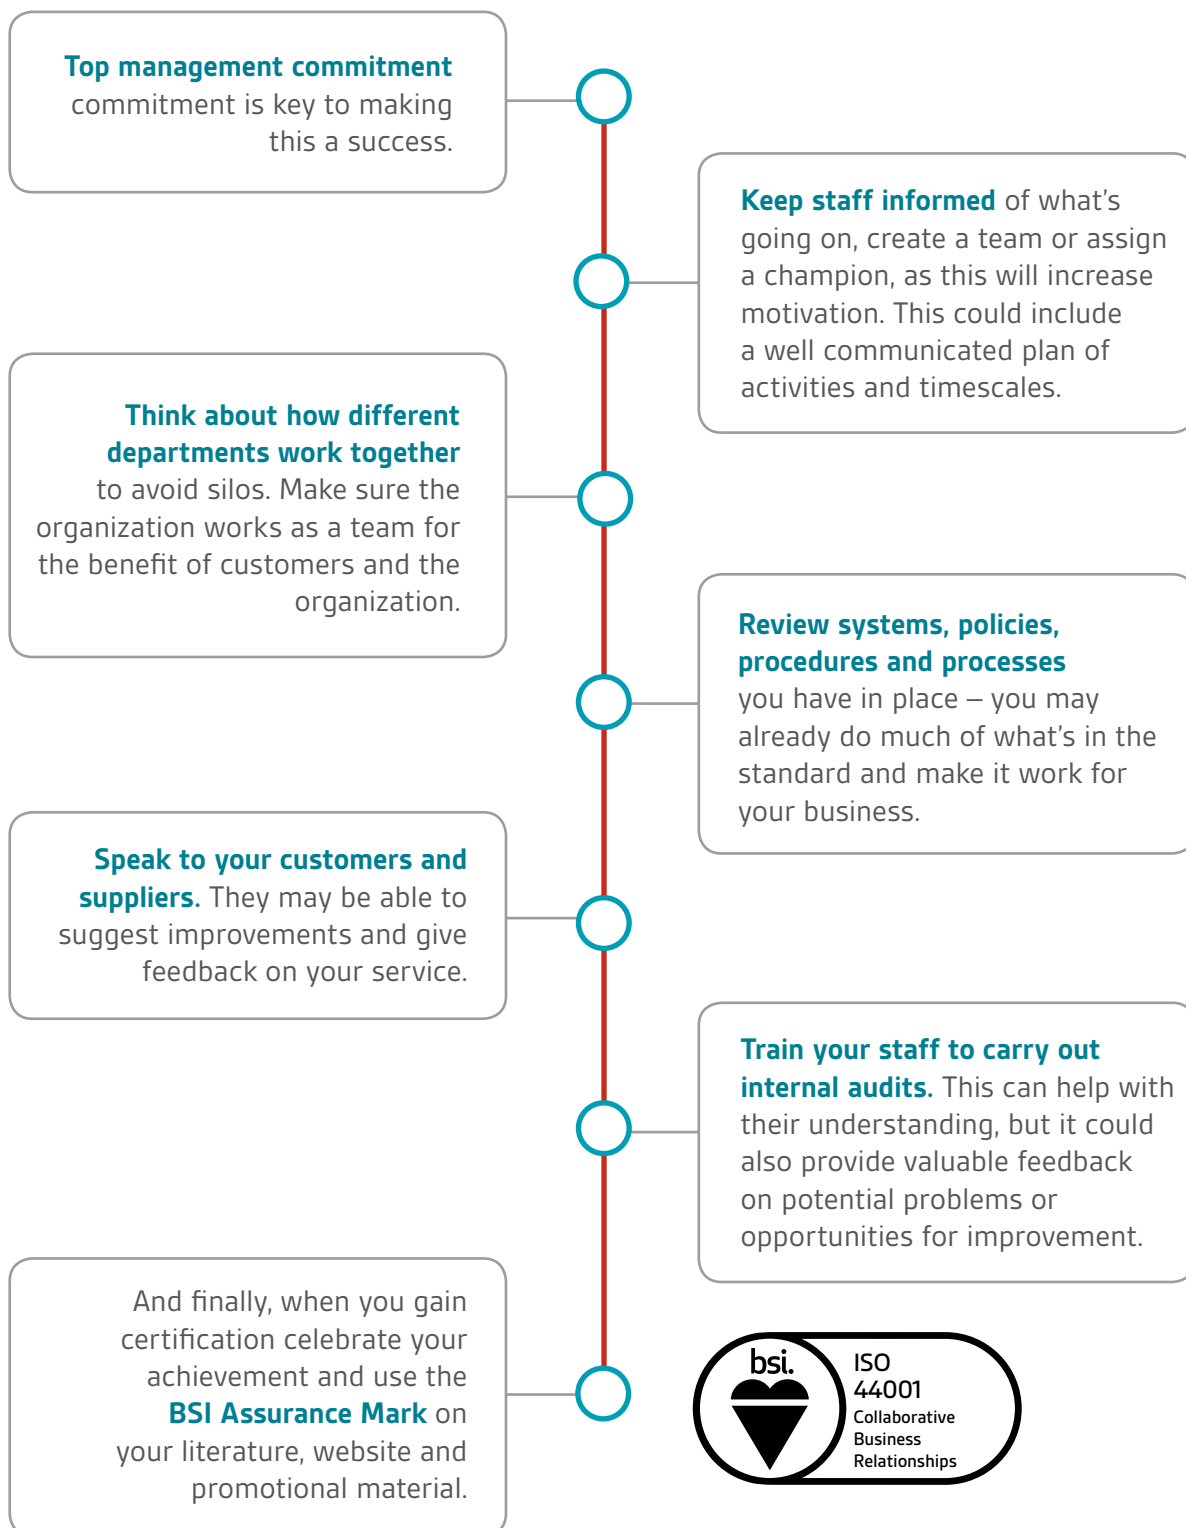 Top management commitment
commitment is key to making
this a success.
Keep staff informed of what’s
going on, create a team or assign
a champion, as this will increase
motivation. This could include
a well communicated plan of
activities and timescales.
Think about how different
departments work together
to avoid silos. Make sure the
organization works as a team for
the benefit of customers and the
organization.
Review systems, policies,
procedures and processes
you have in place – you may
already do much of what’s in the
standard and make it work for
your business.
Speak to your customers and
suppliers. They may be able to
suggest improvements and give
feedback on your service.
Train your staff to carry out
internal audits. This can help with
their understanding, but it could
also provide valuable feedback
on potential problems or
opportunities for improvement.
And finally, when you gain
certification celebrate your
achievement and use the
BSI Assurance Mark on
your literature, website and
promotional material.
bsi.
ISO
44001
Collaborative
Business
Relationships